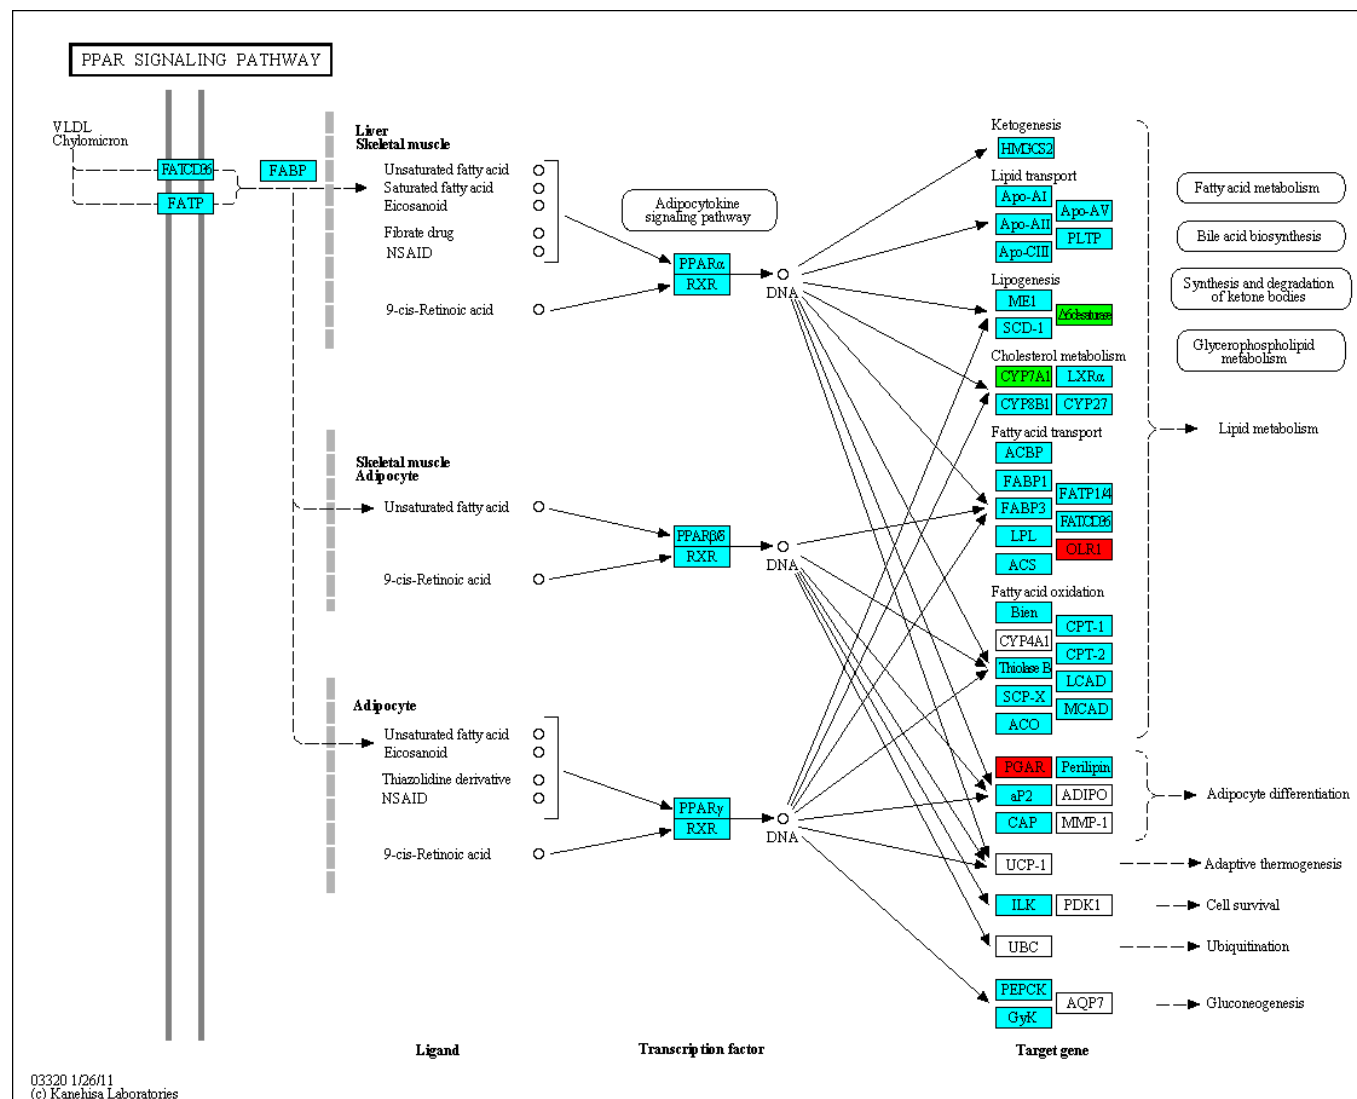 PPAR SIGNALING PATHWAY
VLDL
Chylomicron
FATCD36
FATP
FABP
Liver
Skeletal muscle
Unsaturated fatty acid
Saturated fatty acid
Eicosanoid
Fibrate drug
NSAID
9-cis-Retinoic acid
Adipocytokine
signaling pathway
PPARα
RXR
DNA
Skeletal muscle
Adipocyte
Unsaturated fatty acid
9-cis-Retinoic acid
PPARβ/δ
RXR
DNA
Adipocyte
Unsaturated fatty acid
Eicosanoid
Thiazolidine derivative
NSAID
9-cis-Retinoic acid
PPARγ
RXR
DNA
Ketogenesis
HMGCS2
Lipid transport
Apo-AI
Apo-AV
Apo-AII
PLTP
Apo-CIII
Lipogenesis
ME1
Δ6desaturase
SCD-1
Cholesterol metabolism
CYP7A1
LXRα
CYP8B1
CYP27
Fatty acid transport
ACBP
FABP1
FATP1/4
FABP3
FATCD36
LPL
OLR1
ACS
Fatty acid oxidation
Bien
CPT-1
CYP4A1
CPT-2
Thiolase B
LCAD
SCP-X
MCAD
ACO
PGAR
Perilipin
aP2
ADIPO
CAP
MMP-1
UCP-1
ILK
PDK1
UBC
PEPCK
AQP7
GyK
Fatty acid metabolism
Bile acid biosynthesis
Synthesis and degradation
of ketone bodies
Glycerophospholipid
metabolism
Lipid metabolism
Adipocyte differentiation
Adaptive thermogenesis
Cell survival
Ubiquitination
Gluconeogenesis
Ligand
Transcription factor
Target gene
03320 1/26/11
(c) Kanehisa Laboratories